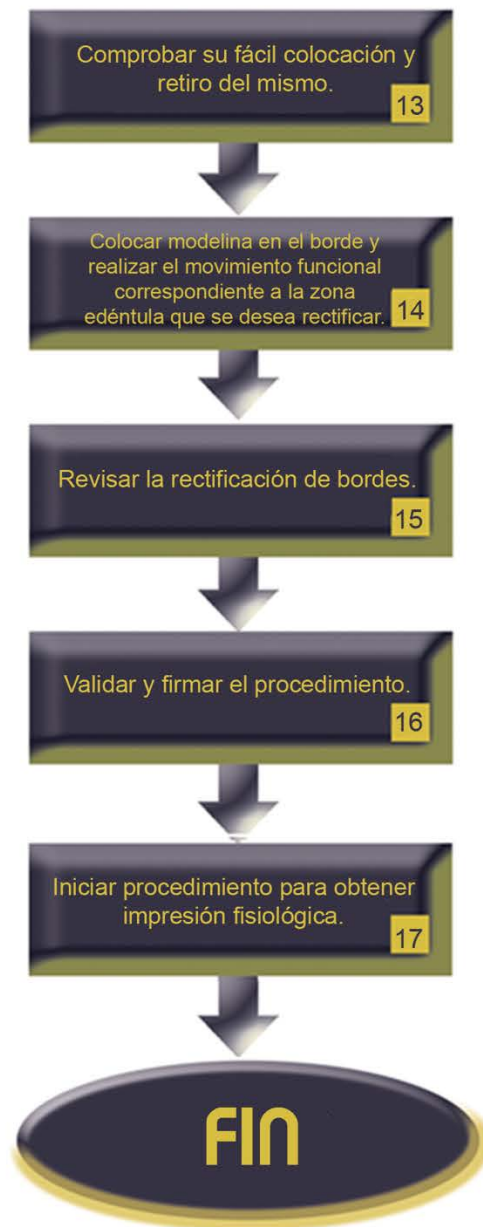 Comprobar su fácil colocación y
retiro del mismo.
13
Colocar modelina en el borde y
realizar el movimiento funcional
correspondiente a la zona
edéntula que se desea rectificar.
14
Revisar la rectificación de bordes.
15
Validar y firmar el procedimiento.
16
Iniciar procedimiento para obtener
impresión fisiológica.
17
FIN